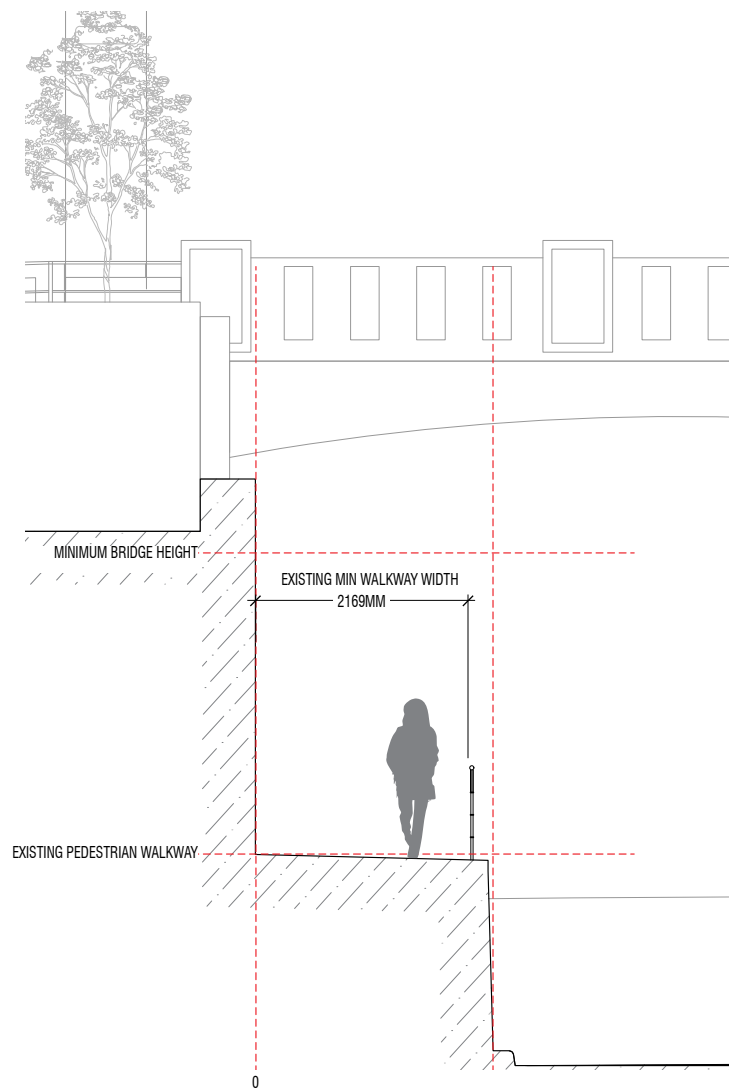 MINIMUM BRIDGE HEIGHT
EXISTING MIN WALKWAY WIDTH
2169MM
EXISTING PEDESTRIAN WALKWAY
0